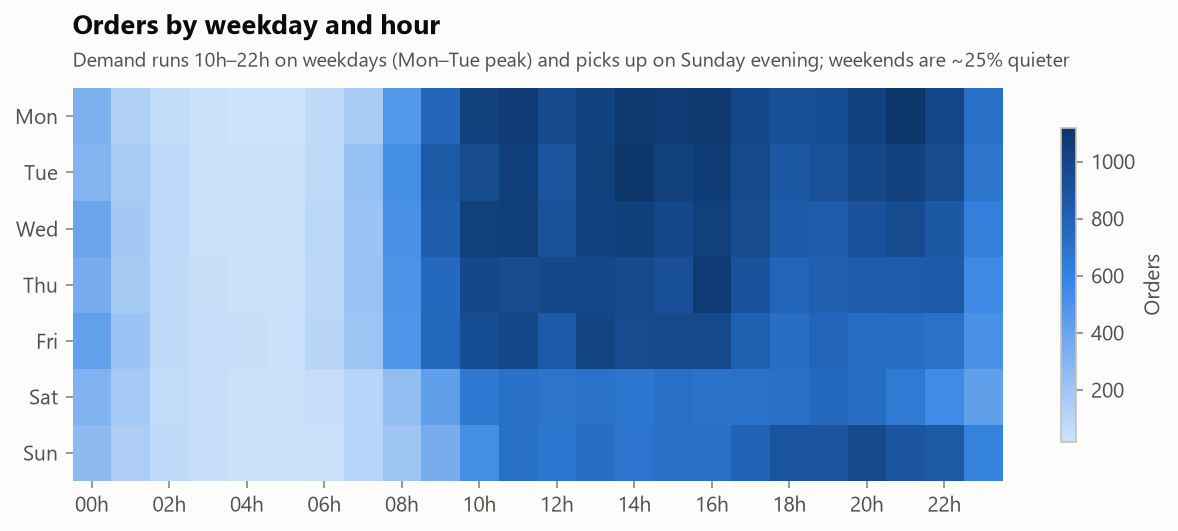 Orders by weekday and hour
Demand runs 10h–22h on weekdays (Mon–Tue peak) and picks up on Sunday evening; weekends are ~25% quieter
Mon
Tue
Wed
Thu
Fri
Sat
Sun
00h 02h 04h 06h 08h 10h 12h 14h 16h 18h 20h 22h
1000
800
600
400
200
Orders